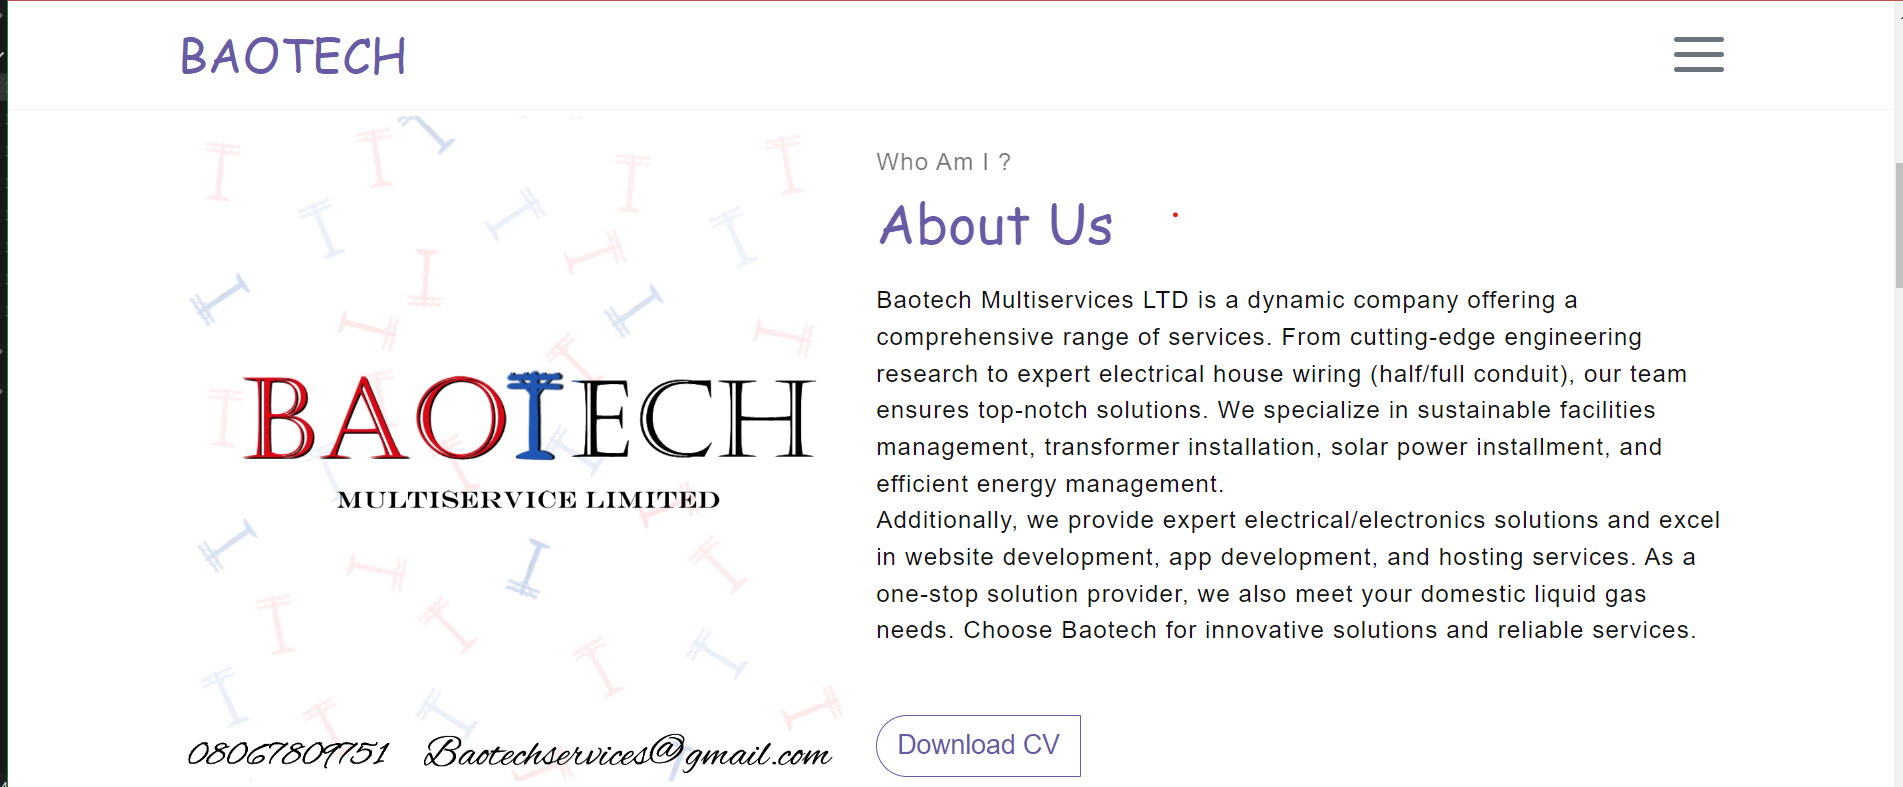 BAOTECH
Who Am I ?
About Us
Baotech Multiservices LTD is a dynamic company offering a
comprehensive range of services. From cutting-edge engineering
research to expert electrical house wiring (half/full conduit), our team
ensures top-notch solutions. We specialize in sustainable facilities
management, transformer installation, solar power installment, and
efficient energy management.
Additionally, we provide expert electrical/electronics solutions and excel
in website development, app development, and hosting services. As a
one-stop solution provider, we also meet your domestic liquid gas
needs. Choose Baotech for innovative solutions and reliable services.
Download CV
BAOTECH
MULTISERVICE LIMITED
08067809751 Baotechservices@gmail.com